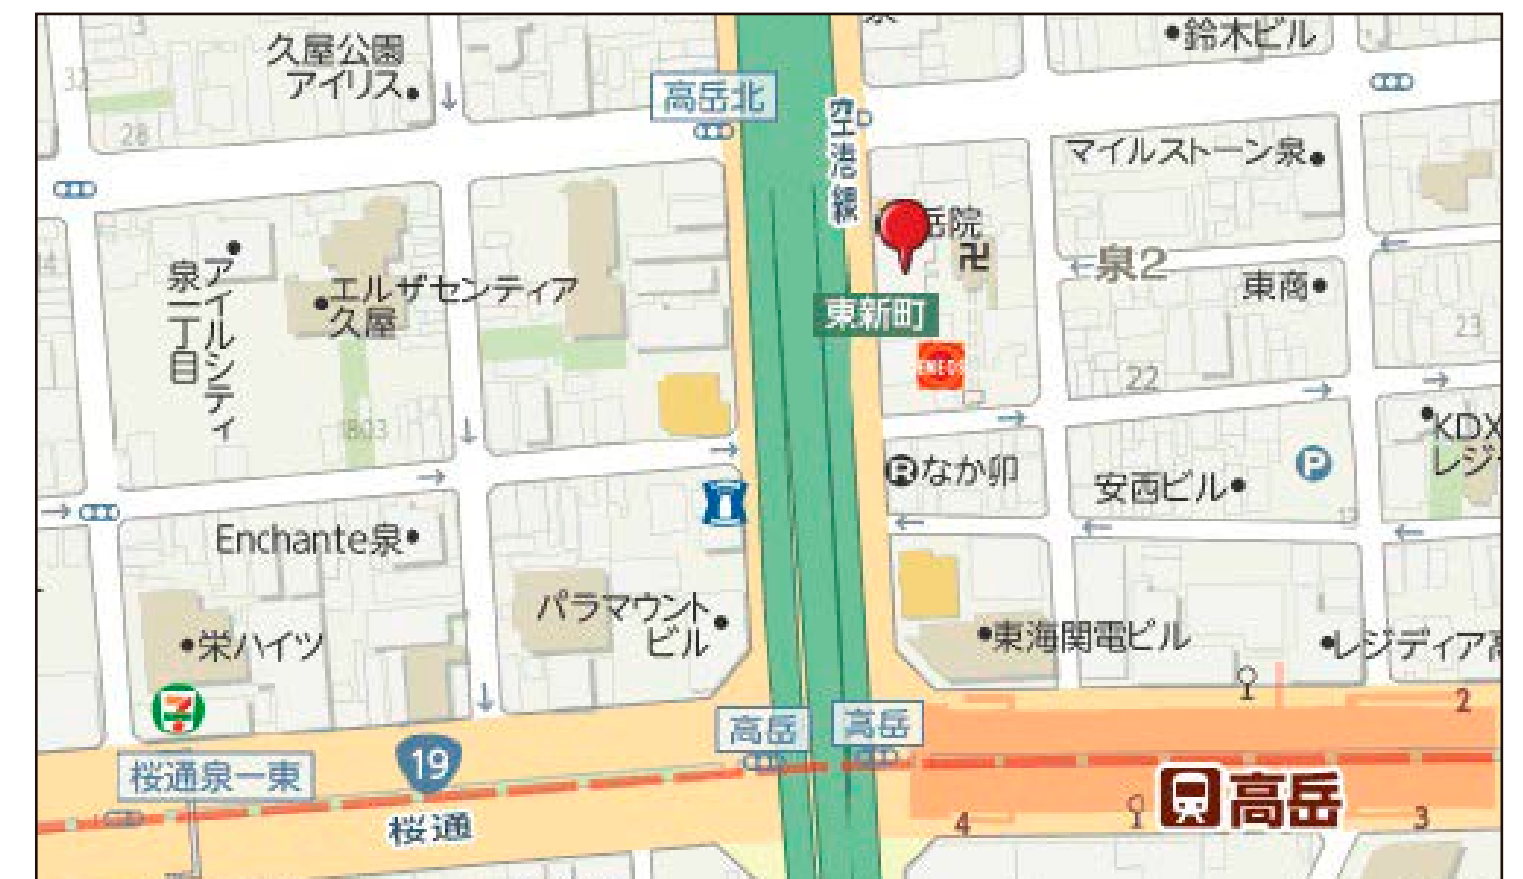 久屋公園
アイリス
鈴木ビル
32
28
高岳北
空港線
マイルストーン泉
岳院
泉2
東商
アイルシティ
泉一丁目
エルザセンティア
久屋
東新町
ENEOS
23
22
803
KDX
レジ
なか卯
R
安西ビル
P
17
Enchante泉
パラマウント
ビル
栄ハイツ
東海関電ビル
レジディア高
2
高岳
高岳
19
桜通泉一東
高岳
桜通
4
3